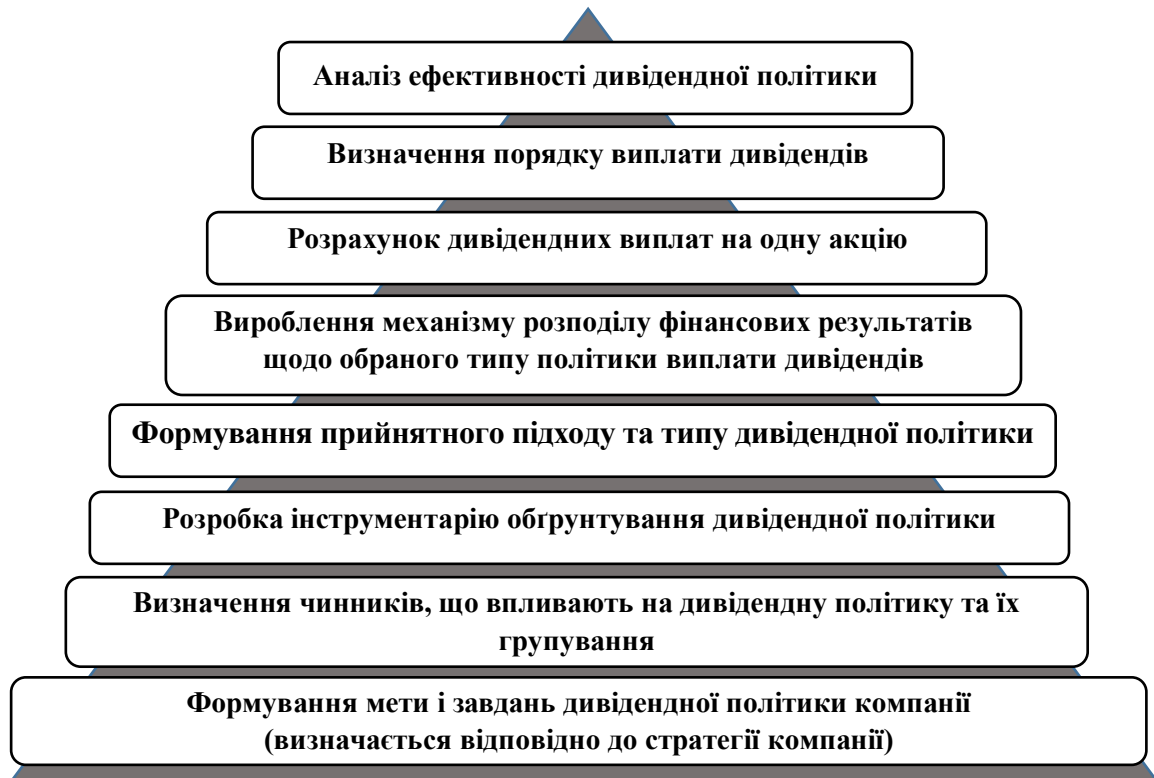 Аналіз ефективності дивідендної політики
Визначення порядку виплати дивідендів
Розрахунок дивідендних виплат на одну акцію
Вироблення механізму розподілу фінансових результатів
щодо обраного типу політики виплати дивідендів
Формування прийнятного підходу та типу дивідендної політики
Розробка інструментарію обґрунтування дивідендної політики
Визначення чинників, що впливають на дивідендну політику та їх
групування
Формування мети і завдань дивідендної політики компанії
(визначається відповідно до стратегії компанії)